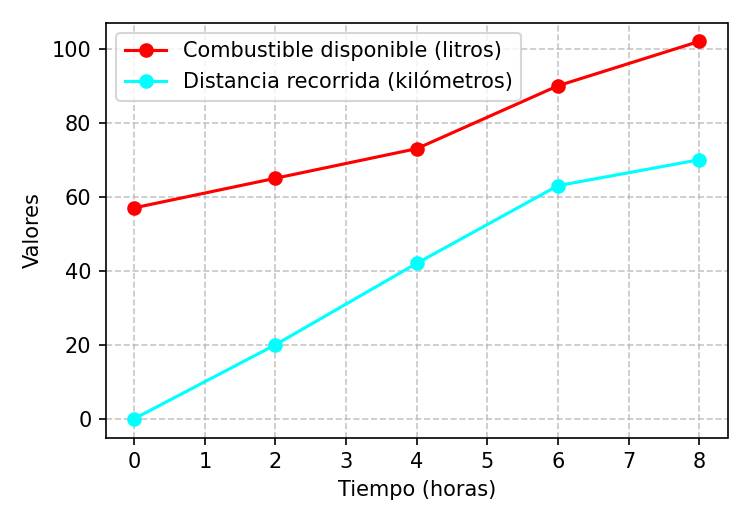 Combustible disponible (litros)
Distancia recorrida (kilómetros)
100
80
60
40
20
0
Valores
0 1 2 3 4 5 6 7 8
Tiempo (horas)